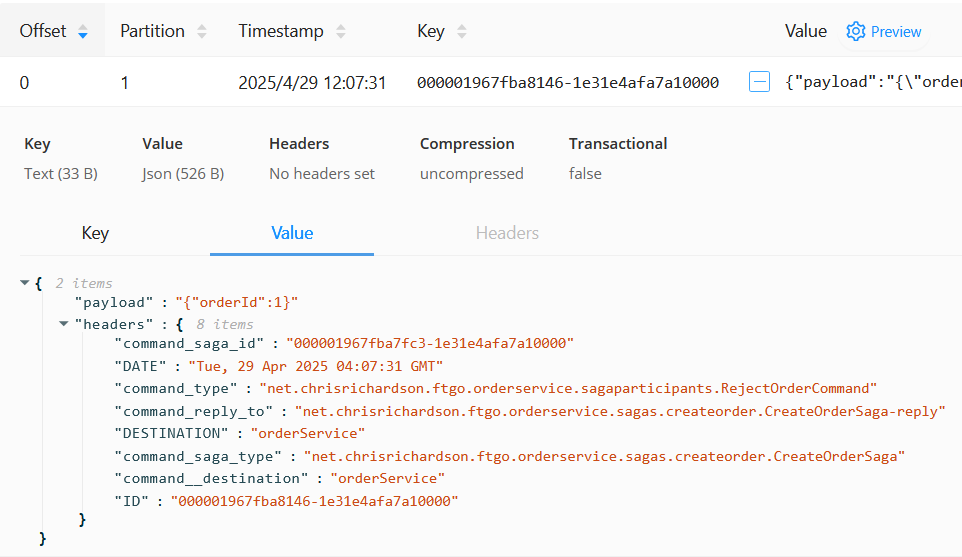 Offset Partition Timestamp Key Value Preview
0 1 2025/4/29 12:07:31 000001967fba8146-1e31e4afa7a10000 {"payload":"{\"order
Key Value Headers Compression Transactional
Text (33 B) Json (526 B) No headers set uncompressed false
Key Value Headers
{ 2 items
"payload" : "{"orderId":1}"
"headers" : { 8 items
"command_saga_id" : "000001967fba7fc3-1e31e4afa7a10000"
"DATE" : "Tue, 29 Apr 2025 04:07:31 GMT"
"command_type" : "net.chrisrichardson.ftgo.orderservice.sagaparticipants.RejectOrderCommand"
"command_reply_to" : "net.chrisrichardson.ftgo.orderservice.sagas.createorder.CreateOrderSaga-reply"
"DESTINATION" : "orderService"
"command_saga_type" : "net.chrisrichardson.ftgo.orderservice.sagas.createorder.CreateOrderSaga"
"command__destination" : "orderService"
"ID" : "000001967fba8146-1e31e4afa7a10000"
}
}